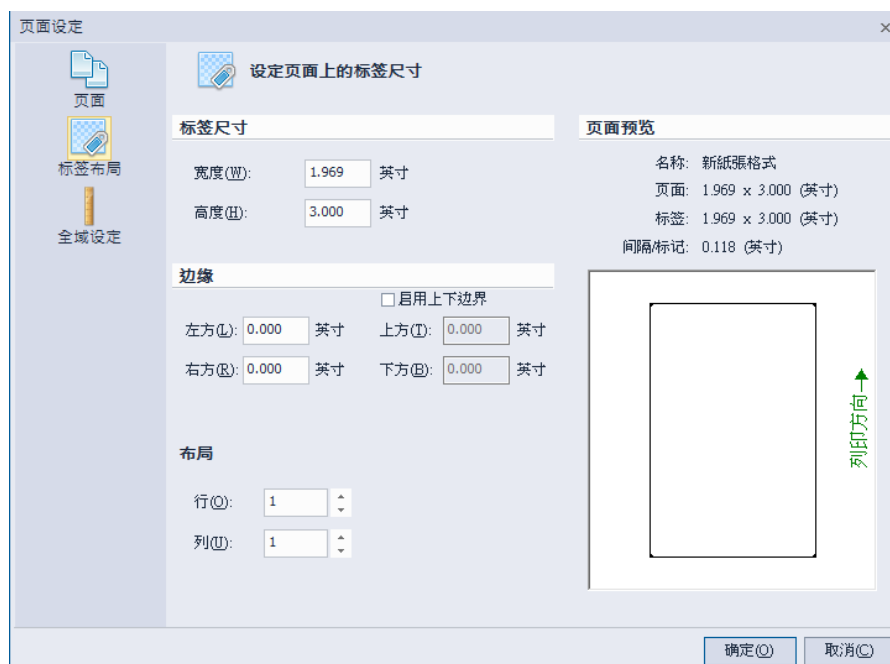 页面设定
页面
标签布局
全域设定
设定页面上的标签尺寸
标签尺寸
宽度(W): 1.969 英寸
高度(H): 3.000 英寸
边缘
启用上下边界
左方(L): 0.000 英寸 上方(T): 0.000 英寸
右方(R): 0.000 英寸 下方(B): 0.000 英寸
布局
行(O): 1
列(U): 1
页面预览
名称: 新紙張格式
页面: 1.969 x 3.000 (英寸)
标签: 1.969 x 3.000 (英寸)
间隔/标记: 0.118 (英寸)
列印方向
确定(O) 取消(C)